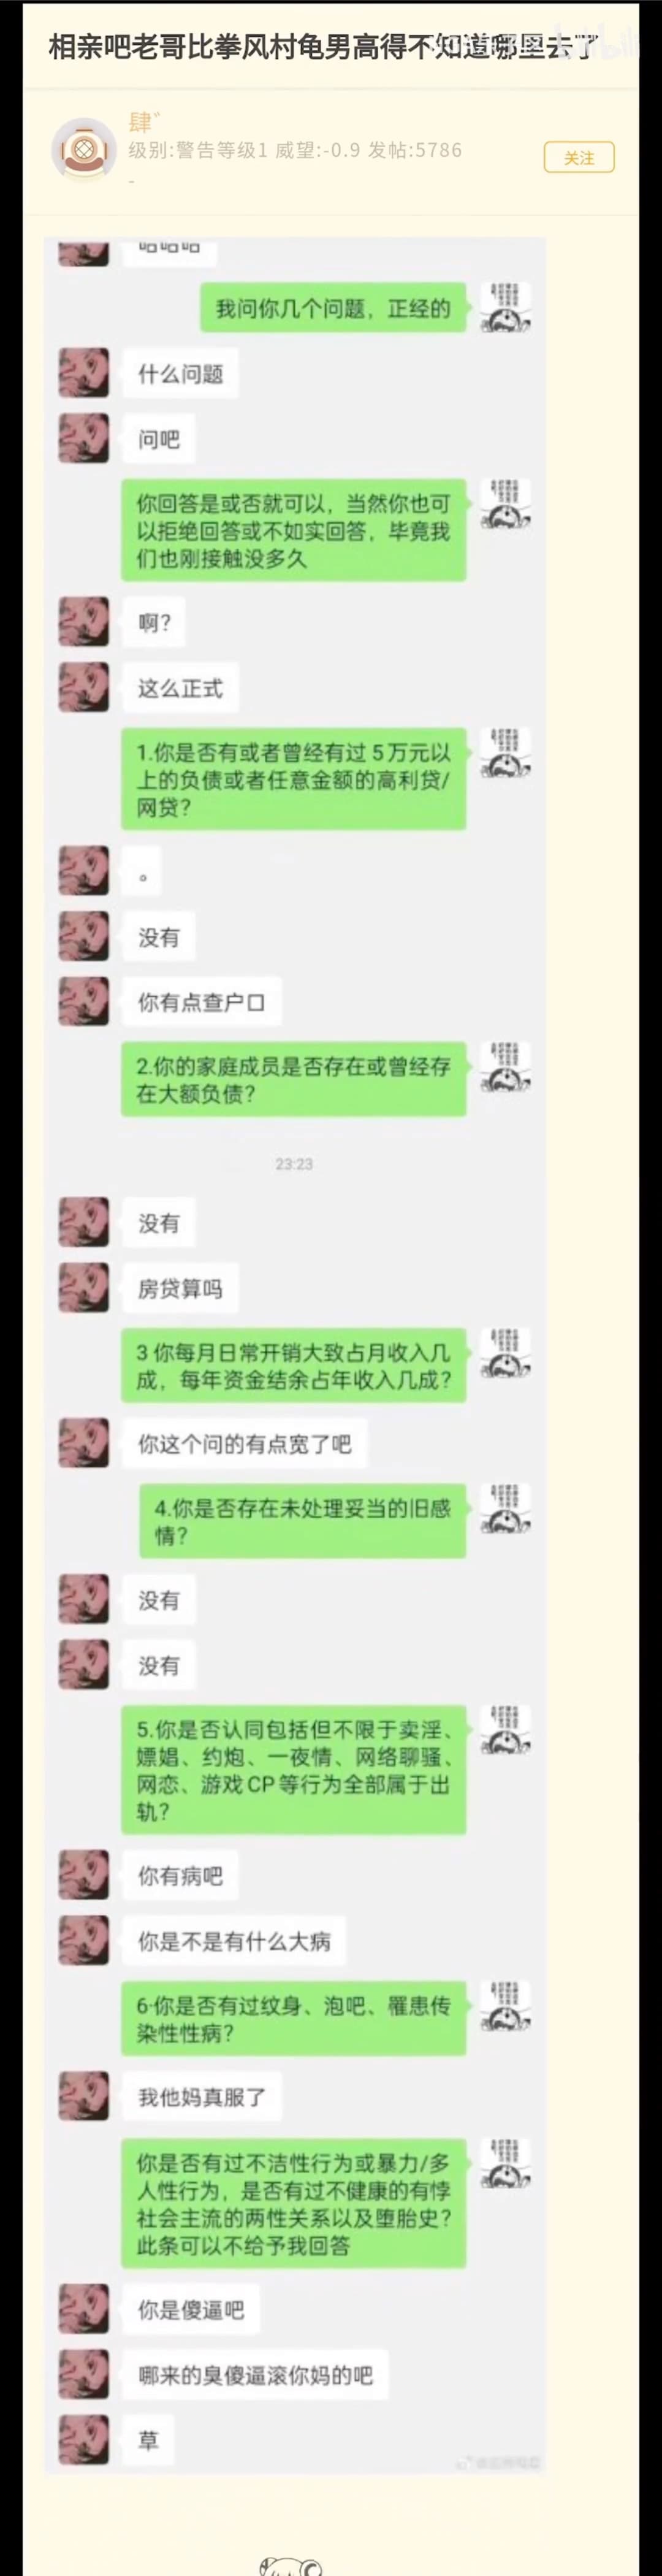 相亲吧老哥比拳风村龟男高得不知道哪里去了
肆〃
级别:警告等级1 威望:-0.9 发帖:5786
-
关注
哈哈哈
我问你几个问题，正经的
什么问题
问吧
你回答是或否就可以，当然你也可
以拒绝回答或不如实回答，毕竟我
们也刚接触没多久
啊？
这么正式
1.你是否有或者曾经有过 5 万元以
上的负债或者任意金额的高利贷/
网贷？
。
没有
你有点查户口
2.你的家庭成员是否存在或曾经存
在大额负债？
23:23
没有
房贷算吗
3 你每月日常开销大致占月收入几
成，每年资金结余占年收入几成？
你这个问的有点宽了吧
4.你是否存在未处理妥当的旧感
情？
没有
没有
5.你是否认同包括但不限于卖淫、
嫖娼、约炮、一夜情、网络聊骚、
网恋、游戏 CP 等行为全部属于出
轨？
你有病吧
你是不是有什么大病
6·你是否有过纹身、泡吧、罹患传
染性性病？
我他妈真服了
你是否有过不洁性行为或暴力/多
人性行为，是否有过不健康的有悖
社会主流的两性关系以及堕胎史？
此条可以不给予我回答
你是傻逼吧
哪来的臭傻逼滚你妈的吧
草